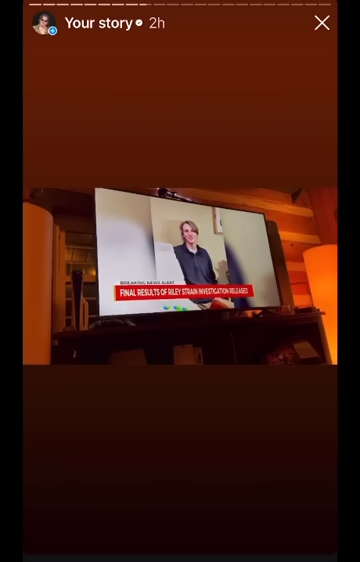 Your story 2h
BREAKING NEWS ALERT
FINAL RESULTS OF RILEY STRAIN INVESTIGATION RELEASED